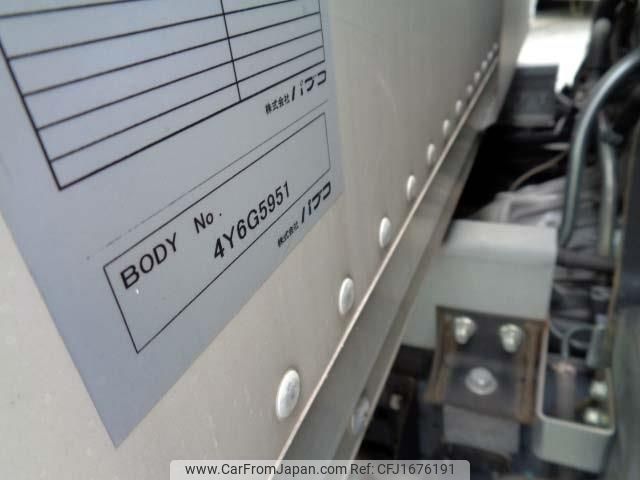 株式会社 パブコ
BODY No.
4Y6G5951
株式会社 パブコ
www.CarFromJapan.com | CFJ1676191